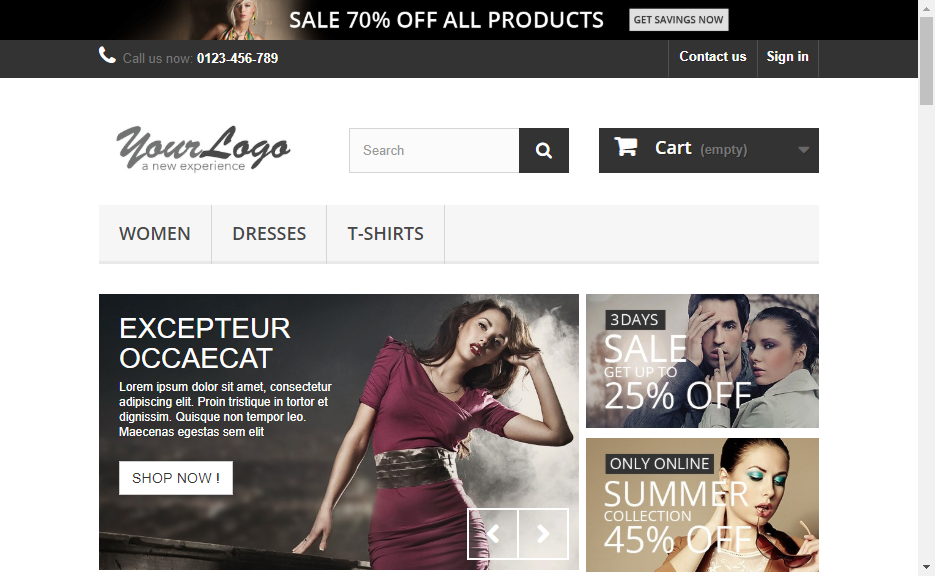 SALE 70% OFF ALL PRODUCTS GET SAVINGS NOW
Call us now: 0123-456-789 Contact us Sign in
YourLogo
a new experience
Search
Cart (empty)
WOMEN DRESSES T-SHIRTS
EXCEPTEUR
OCCAECAT
Lorem ipsum dolor sit amet, consectetur
adipiscing elit. Proin tristique in tortor et
dignissim. Quisque non tempor leo.
Maecenas egestas sem elit
SHOP NOW !
3DAYS
SALE
GET UP TO
25% OFF
ONLY ONLINE
SUMMER
COLLECTION
45% OFF